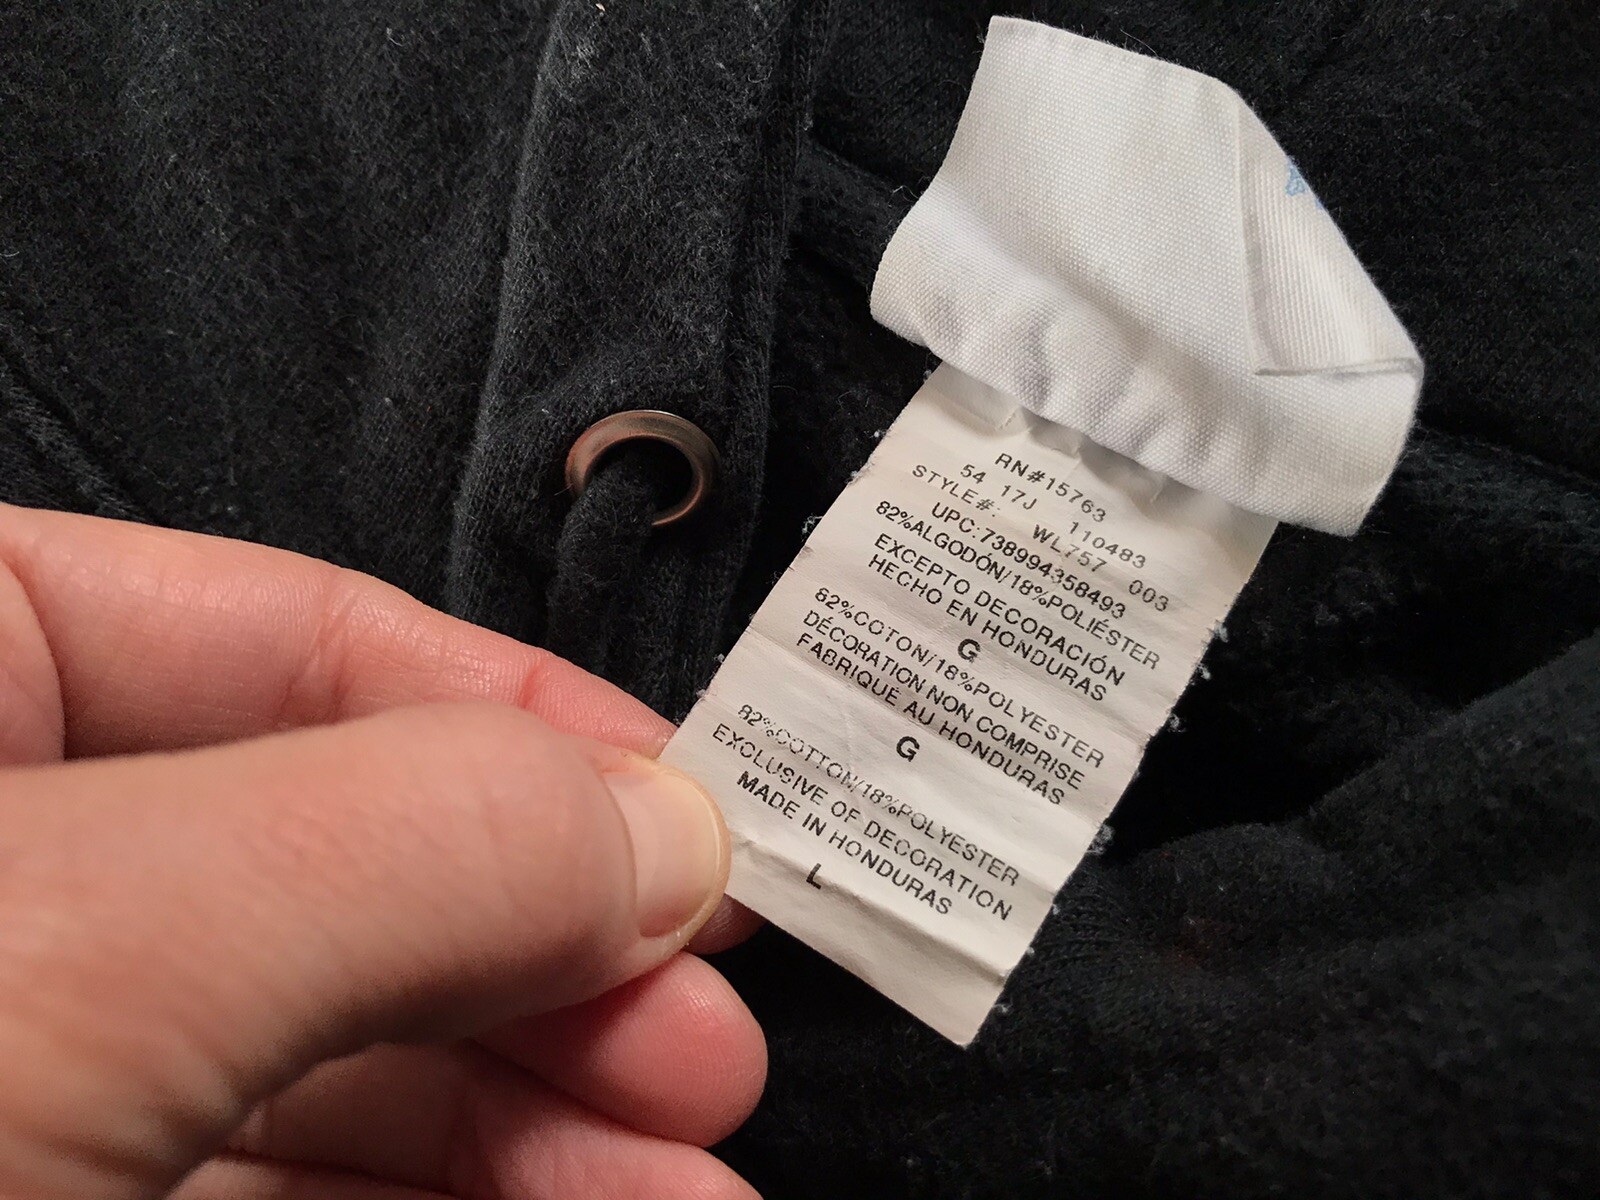 RN#15763
54 17J 110483
STYLE#: WL757 003
UPC:738994358493
82%ALGODÓN/18%POLIÉSTER
EXCEPTO DECORACIÓN
HECHO EN HONDURAS
G
82%COTON/18%POLYESTER
DÉCORATION NON COMPRISE
FABRIQUÉ AU HONDURAS
G
82%COTTON/18%POLYESTER
EXCLUSIVE OF DECORATION
MADE IN HONDURAS
L